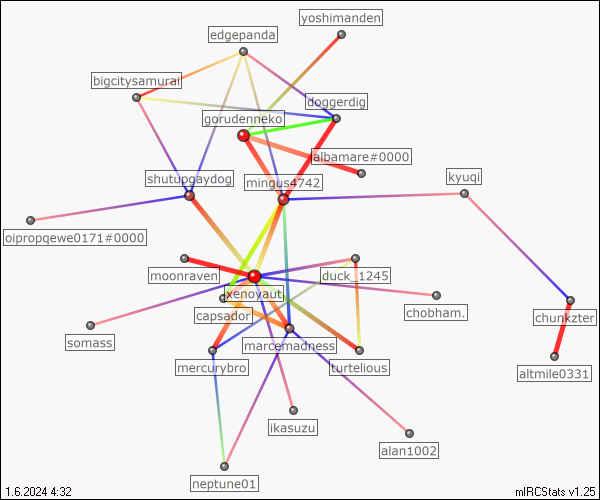 yoshimanden
edgepanda
bigcitysamurai
doggerdig
gorudenneko
albamare#0000
kyuqi
shutupgaydog
mingus4742
oipropqewe0171#0000
moonraven
duck_1245
xenoyaut
capsador
chobham.
chunkzter
somass
marcemadness
mercurybro
turtelious
altmile0331
ikasuzu
alan1002
neptune01
1.6.2024 4:32
mIRCStats v1.25